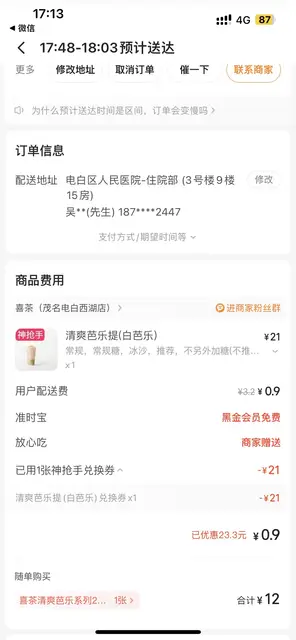 17:13
4G 87
微信
17:48-18:03预计送达
更多 修改地址 取消订单 催一下 联系商家
为什么预计送达时间是区间，订单会变慢吗
订单信息
配送地址 电白区人民医院-住院部 (3号楼9楼 修改
15房)
吴**(先生) 187****2447
支付方式/期望时间等
商品费用
喜茶（茂名电白西湖店） 进商家粉丝群
神抢手 清爽芭乐提(白芭乐) ¥21
常规，常规糖，冰沙，推荐，不另外加糖(不推...
x1
用户配送费 ¥3.2 ¥0.9
准时宝 黑金会员免费
放心吃 商家赠送
已用1张神抢手兑换券 -¥21
清爽芭乐提(白芭乐)兑换券x1 -¥21
已优惠23.3元 ¥0.9
随单购买
喜茶清爽芭乐系列2... 1张 合计¥12